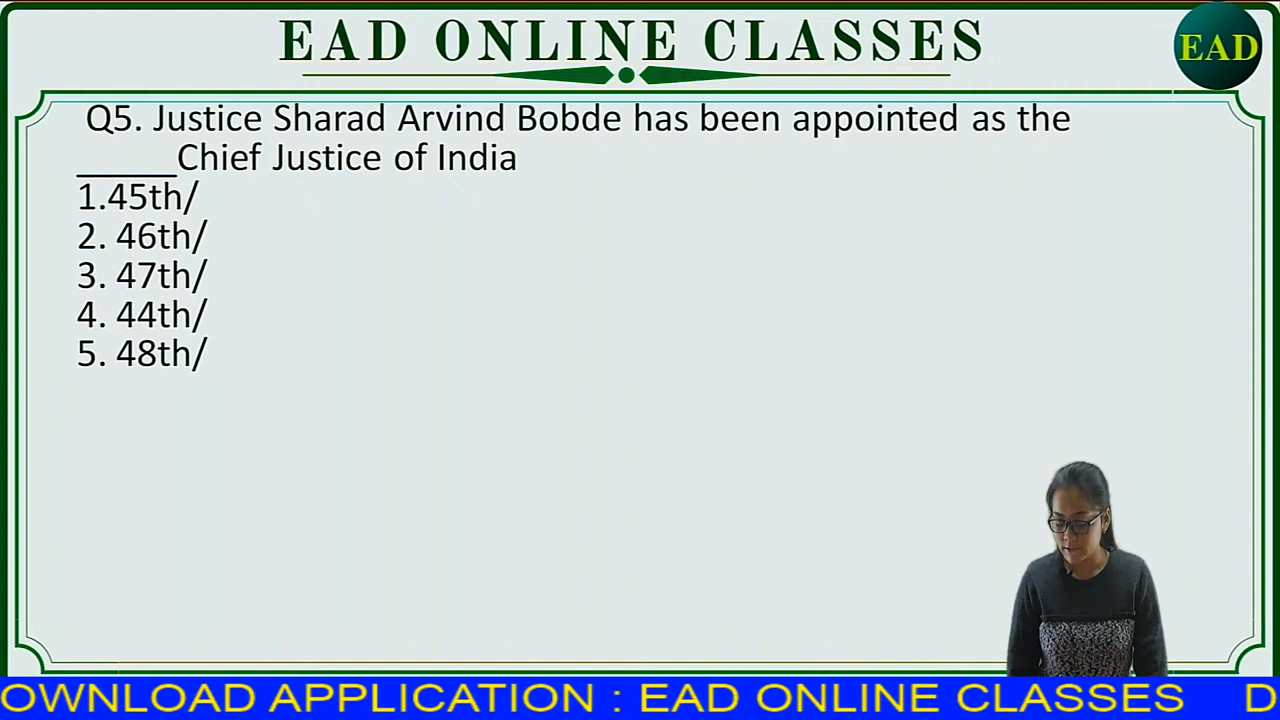 EAD ONLINE CLASSES
EAD
Q5. Justice Sharad Arvind Bobde has been appointed as the
_____Chief Justice of India
1.45th/
2. 46th/
3. 47th/
4. 44th/
5. 48th/
OWNLOAD APPLICATION : EAD ONLINE CLASSES D